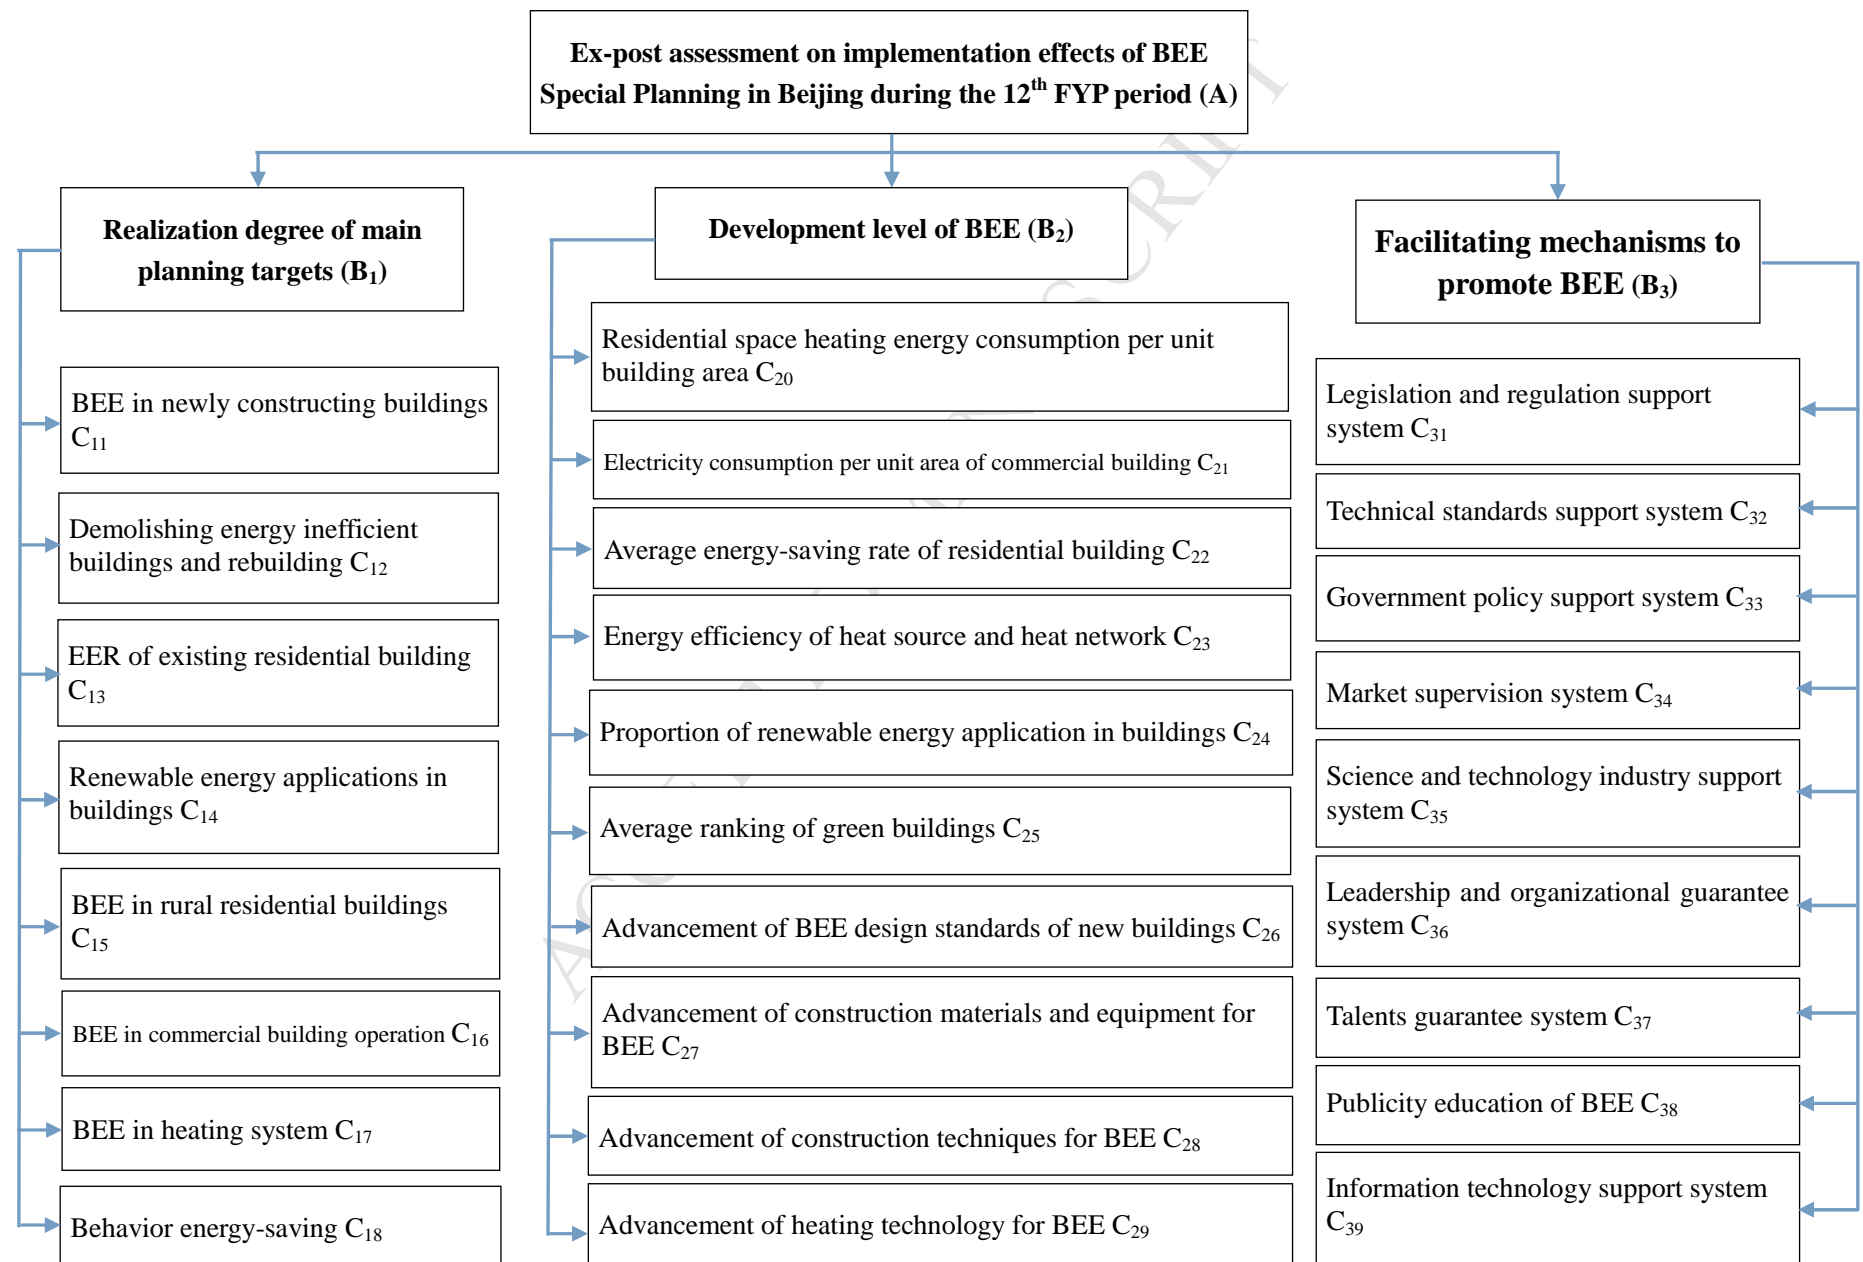 Ex-post assessment on implementation effects of BEE
Special Planning in Beijing during the 12th FYP period (A)
Realization degree of main
planning targets (B1)
BEE in newly constructing buildings
C11
Demolishing energy inefficient
buildings and rebuilding C12
EER of existing residential building
C13
Renewable energy applications in
buildings C14
BEE in rural residential buildings
C15
BEE in commercial building operation C16
BEE in heating system C17
Behavior energy-saving C18
Development level of BEE (B2)
Residential space heating energy consumption per unit
building area C20
Electricity consumption per unit area of commercial building C21
Average energy-saving rate of residential building C22
Energy efficiency of heat source and heat network C23
Proportion of renewable energy application in buildings C24
Average ranking of green buildings C25
Advancement of BEE design standards of new buildings C26
Advancement of construction materials and equipment for
BEE C27
Advancement of construction techniques for BEE C28
Advancement of heating technology for BEE C29
Facilitating mechanisms to
promote BEE (B3)
Legislation and regulation support
system C31
Technical standards support system C32
Government policy support system C33
Market supervision system C34
Science and technology industry support
system C35
Leadership and organizational guarantee
system C36
Talents guarantee system C37
Publicity education of BEE C38
Information technology support system
C39